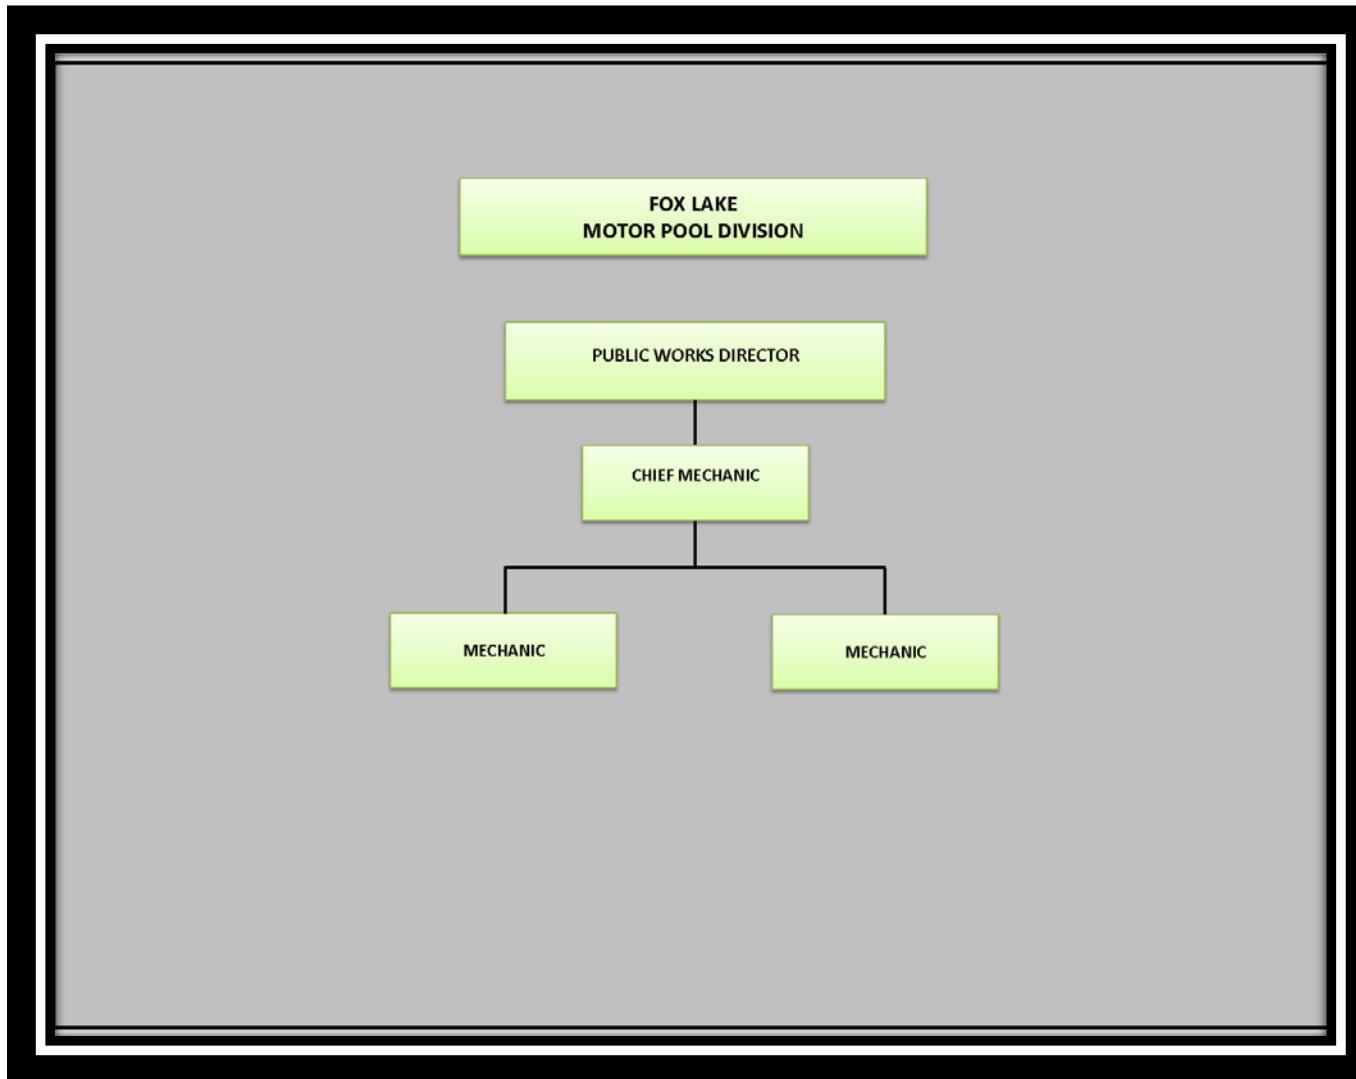 FOX LAKE
MOTOR POOL DIVISION
PUBLIC WORKS DIRECTOR
CHIEF MECHANIC
MECHANIC
MECHANIC